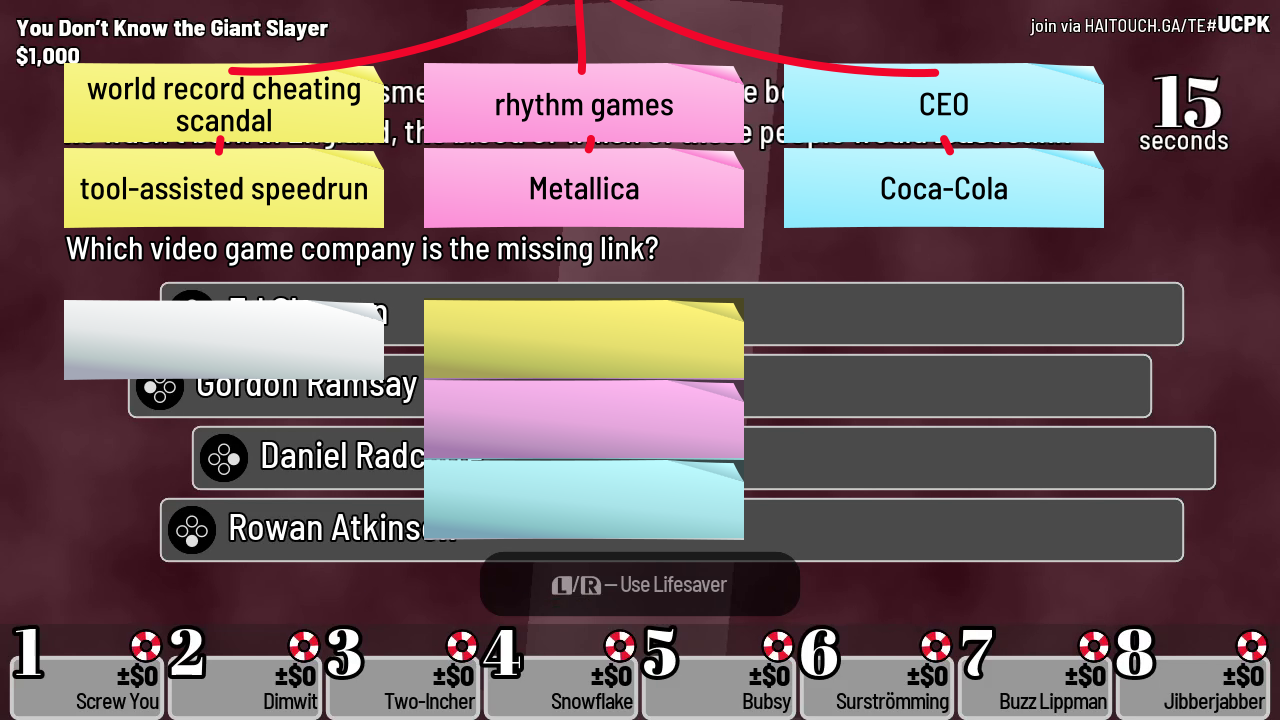 You Don't Know the Giant Slayer
$1,000
join via HAITOUCH.GA/TE#UCPK
15
seconds
world record cheating
scandal
rhythm games
CEO
tool-assisted speedrun
Metallica
Coca-Cola
Which video game company is the missing link?
Gordon Ramsay
Daniel
Rowan
L/R – Use Lifesaver
1 2 3 4 5 6 7 8
±$0 ±$0 ±$0 ±$0 ±$0 ±$0 ±$0 ±$0
Screw You Dimwit Two-Incher Snowflake Bubsy Surströmming Buzz Lippman Jibberjabber